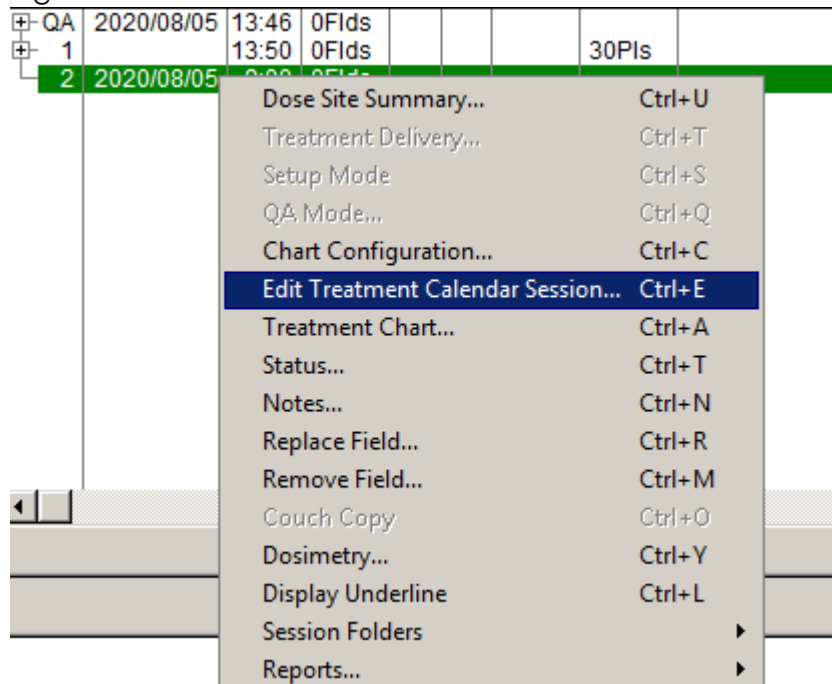 QA 2020/08/05 13:46 0Flds
1 13:50 0Flds 30PIs
2 2020/08/05
Dose Site Summary... Ctrl+U
Treatment Delivery... Ctrl+T
Setup Mode Ctrl+S
QA Mode... Ctrl+Q
Chart Configuration... Ctrl+C
Edit Treatment Calendar Session... Ctrl+E
Treatment Chart... Ctrl+A
Status... Ctrl+T
Notes... Ctrl+N
Replace Field... Ctrl+R
Remove Field... Ctrl+M
Couch Copy Ctrl+O
Dosimetry... Ctrl+Y
Display Underline Ctrl+L
Session Folders
Reports...